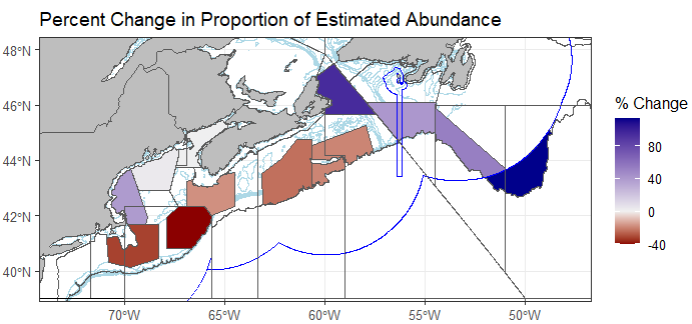 Percent Change in Proportion of Estimated Abundance
48°N
46°N
44°N
42°N
40°N
70°W
65°W
60°W
55°W
50°W
% Change
80
40
0
-40